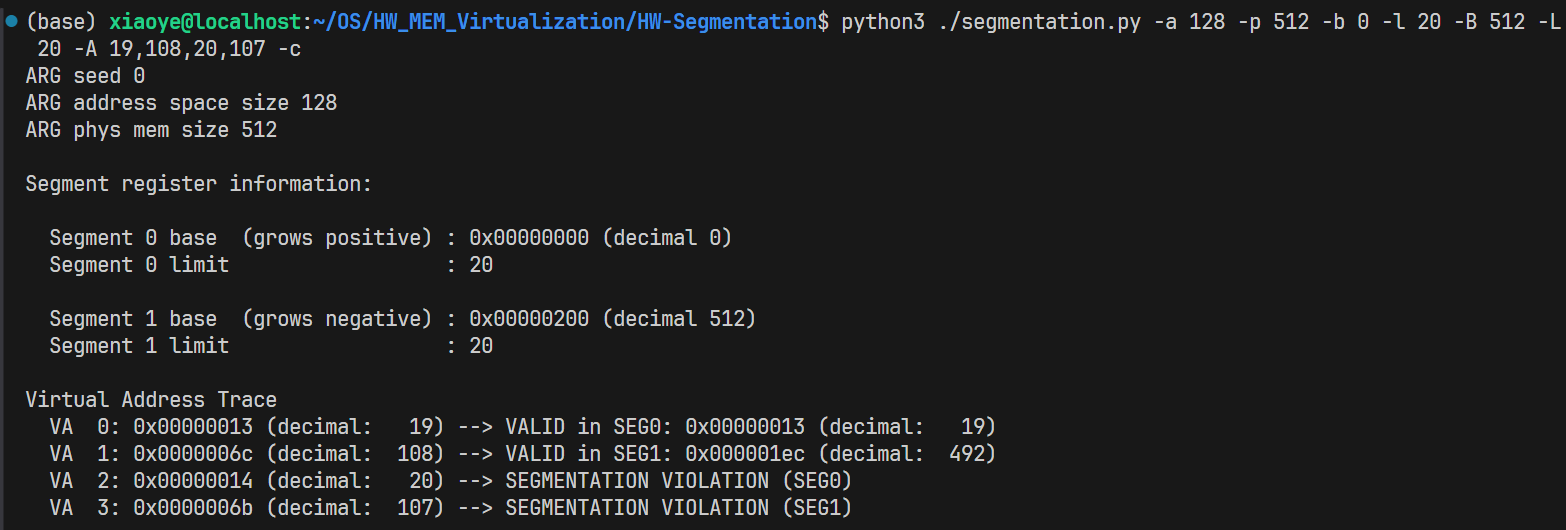 (base) xiaoye@localhost:~/OS/HW_MEM_Virtualization/HW-Segmentation$ python3 ./segmentation.py -a 128 -p 512 -b 0 -l 20 -B 512 -L
 20 -A 19,108,20,107 -c
ARG seed 0
ARG address space size 128
ARG phys mem size 512

Segment register information:

  Segment 0 base  (grows positive) : 0x00000000 (decimal 0)
  Segment 0 limit                  : 20

  Segment 1 base  (grows negative) : 0x00000200 (decimal 512)
  Segment 1 limit                  : 20

Virtual Address Trace
  VA  0: 0x00000013 (decimal:   19) --> VALID in SEG0: 0x00000013 (decimal:   19)
  VA  1: 0x0000006c (decimal:  108) --> VALID in SEG1: 0x000001ec (decimal:  492)
  VA  2: 0x00000014 (decimal:   20) --> SEGMENTATION VIOLATION (SEG0)
  VA  3: 0x0000006b (decimal:  107) --> SEGMENTATION VIOLATION (SEG1)